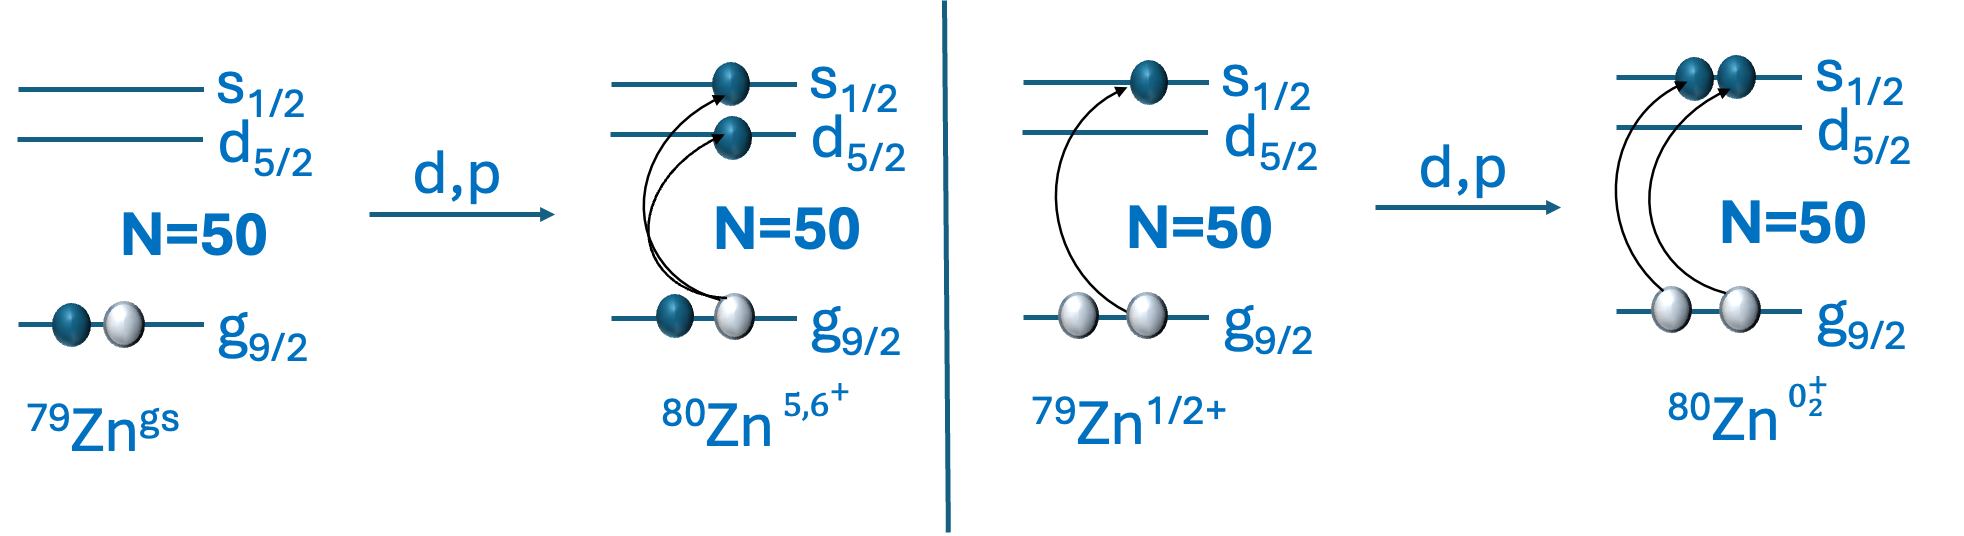 s1/2
d5/2
N=50
g9/2
79Zngs
d,p
s1/2
d5/2
N=50
g9/2
80Zn 5,6+
s1/2
d5/2
N=50
g9/2
79Zn1/2+
d,p
s1/2
d5/2
N=50
g9/2
80Zn 0+2